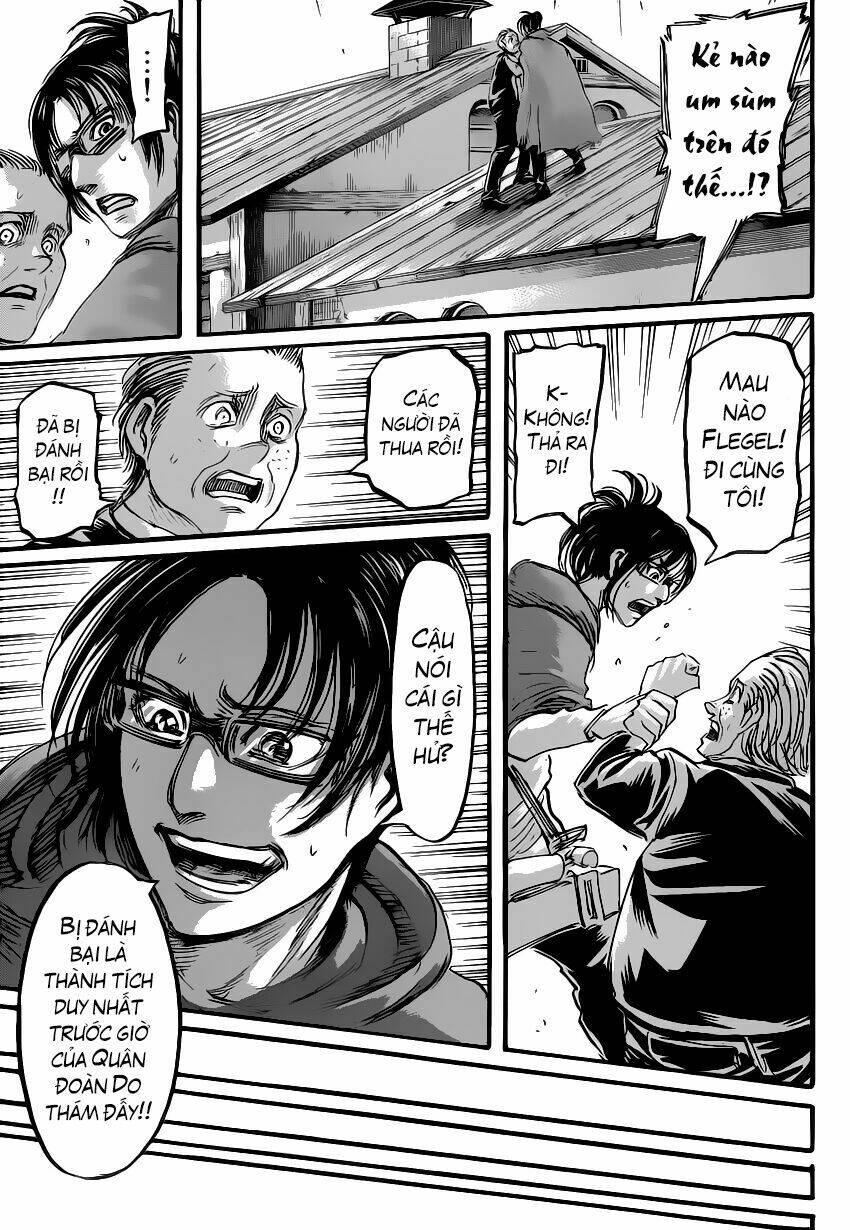 Kẻ nào
um sùm
trên đó
thế...!?
...!
MAU
NÀO
FLEGEL!
ĐI CÙNG
TÔI!
K-
KHÔNG!
THẢ RA
ĐI!
CÁC
NGƯỜI ĐÃ
THUA RỒI!
ĐÃ BỊ
ĐÁNH
BẠI RỒI
!!
CẬU
NÓI
CÁI GÌ
THẾ
HỬ?
BỊ ĐÁNH
BẠI LÀ
THÀNH TÍCH
DUY NHẤT
TRƯỚC GIỜ
CỦA QUÂN
ĐOÀN DO
THÁM ĐẤY!!